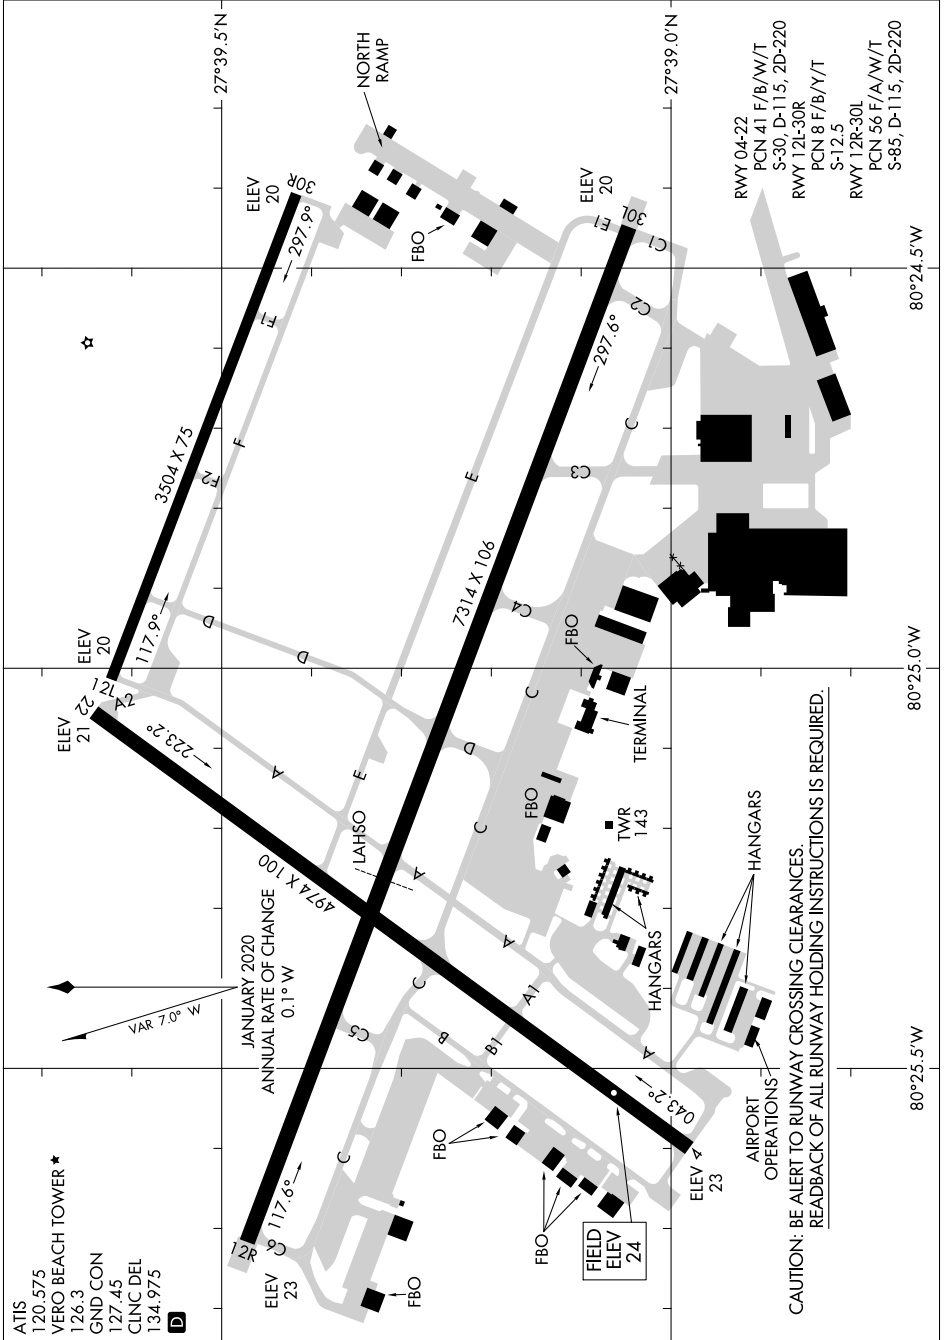 ATIS
120.575
VERO BEACH TOWER ★
126.3
GND CON
127.45
CLNC DEL
134.975
D
27°39.5'N
27°39.0'N
NORTH
RAMP
RWY 04-22
PCN 41 F/B/W/T
S-30, D-115, 2D-220
RWY 12L-30R
PCN 8 F/B/Y/T
S-12.5
RWY 12R-30L
PCN 56 F/A/W/T
S-85, D-115, 2D-220
ELEV
20
30R
297.9°
FBO
ELEV
20
30L
E1
C1
C2
297.6°
80°24.5'W
F1
F
F2
3504 X 75
E
C
C3
7314 X 106
C4
D
D
117.9°
ELEV
20
12L
A2
22
ELEV
21
223.2°
A
E
LAHSO
4974 X 100
A
C
D
C
FBO
TERMINAL
80°25.0'W
FBO
TWR
143
HANGARS
HANGARS
VAR 7.0° W
JANUARY 2020
ANNUAL RATE OF CHANGE
0.1° W
C5
C
B
B1
A1
A
A
043.2°
4
ELEV
23
AIRPORT
OPERATIONS
80°25.5'W
FBO
FBO
FIELD
ELEV
24
C
117.6°
12R
C6
ELEV
23
FBO
CAUTION: BE ALERT TO RUNWAY CROSSING CLEARANCES.
READBACK OF ALL RUNWAY HOLDING INSTRUCTIONS IS REQUIRED.